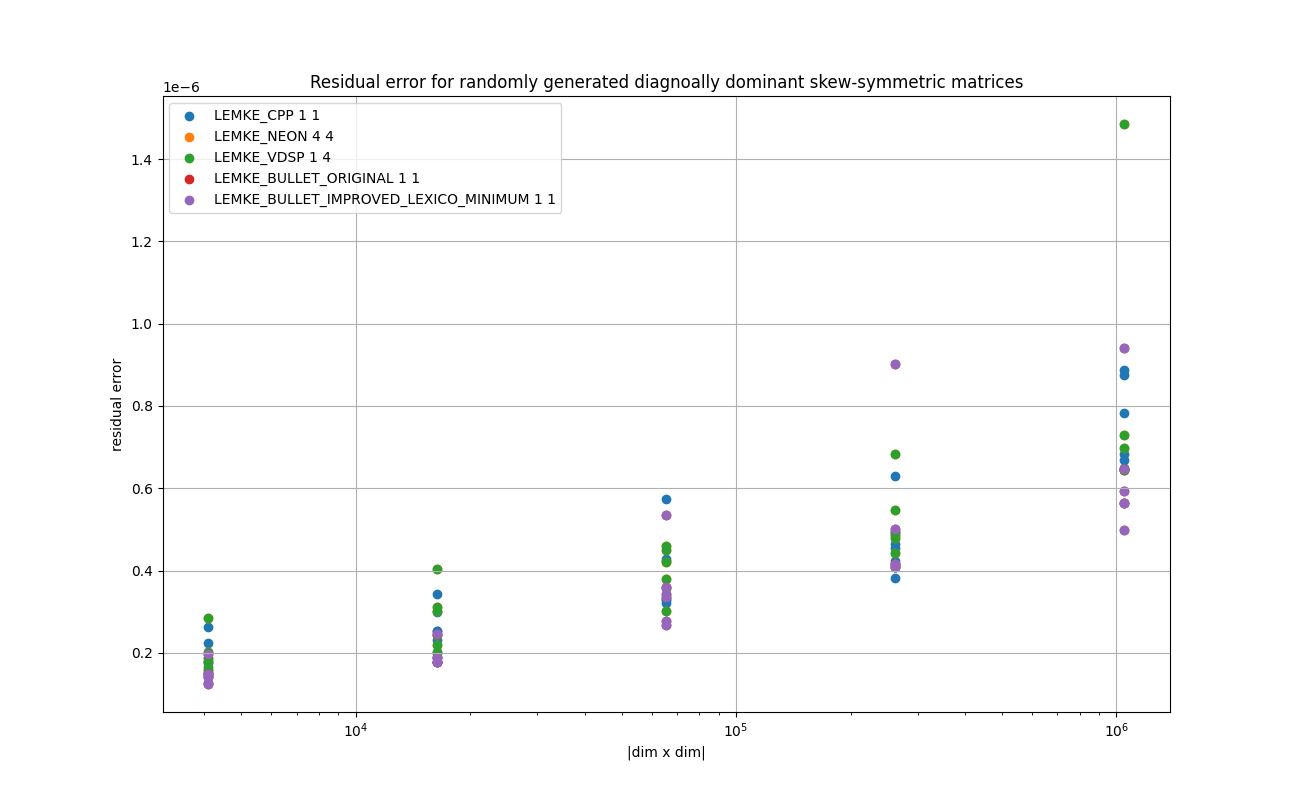 Residual error for randomly generated diagnoally dominant skew-symmetric matrices
1e−6
LEMKE_CPP 1 1
LEMKE_NEON 4 4
LEMKE_VDSP 1 4
LEMKE_BULLET_ORIGINAL 1 1
LEMKE_BULLET_IMPROVED_LEXICO_MINIMUM 1 1
1.4
1.2
1.0
0.8
0.6
0.4
0.2
residual error
10⁴ 10⁵ 10⁶
|dim x dim|